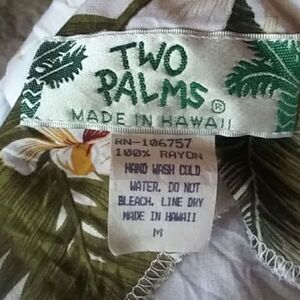 TWO
PALMS®
MADE IN HAWAII
RN-106757
100% RAYON
HAND WASH COLD
WATER. DO NOT
BLEACH. LINE DRY
MADE IN HAWAII
M